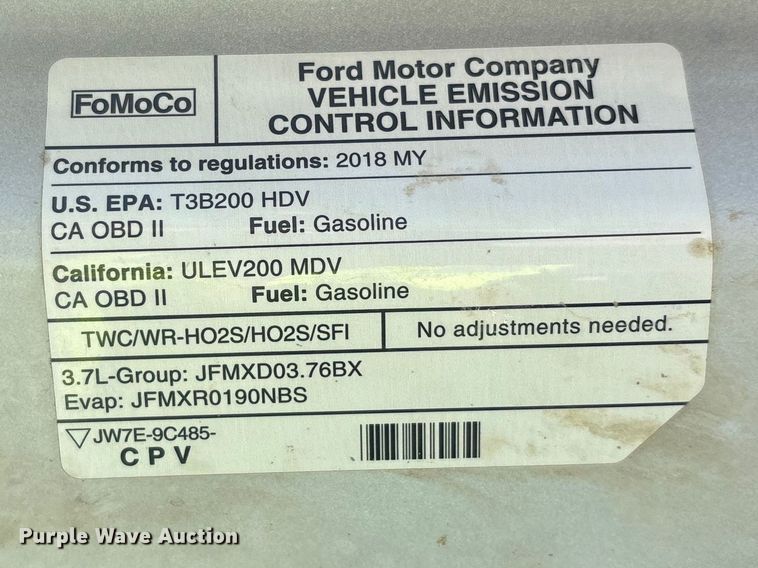 FoMoCo
Ford Motor Company
VEHICLE EMISSION
CONTROL INFORMATION
Conforms to regulations: 2018 MY
U.S. EPA: T3B200 HDV
CA OBD II Fuel: Gasoline
California: ULEV200 MDV
CA OBD II Fuel: Gasoline
TWC/WR-HO2S/HO2S/SFI No adjustments needed.
3.7L-Group: JFMXD03.76BX
Evap: JFMXR0190NBS
JW7E-9C485-
C P V
Purple Wave Auction